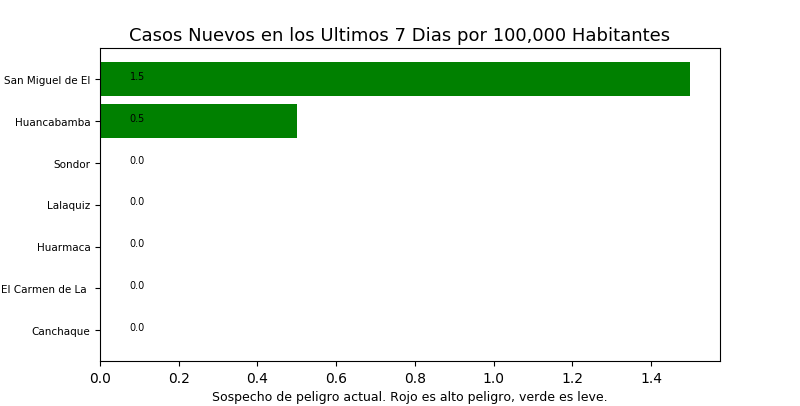 Casos Nuevos en los Ultimos 7 Dias por 100,000 Habitantes
San Miguel de El 1.5
Huancabamba 0.5
Sondor 0.0
Lalaquiz 0.0
Huarmaca 0.0
El Carmen de La 0.0
Canchaque 0.0
0.0 0.2 0.4 0.6 0.8 1.0 1.2 1.4
Sospecho de peligro actual. Rojo es alto peligro, verde es leve.